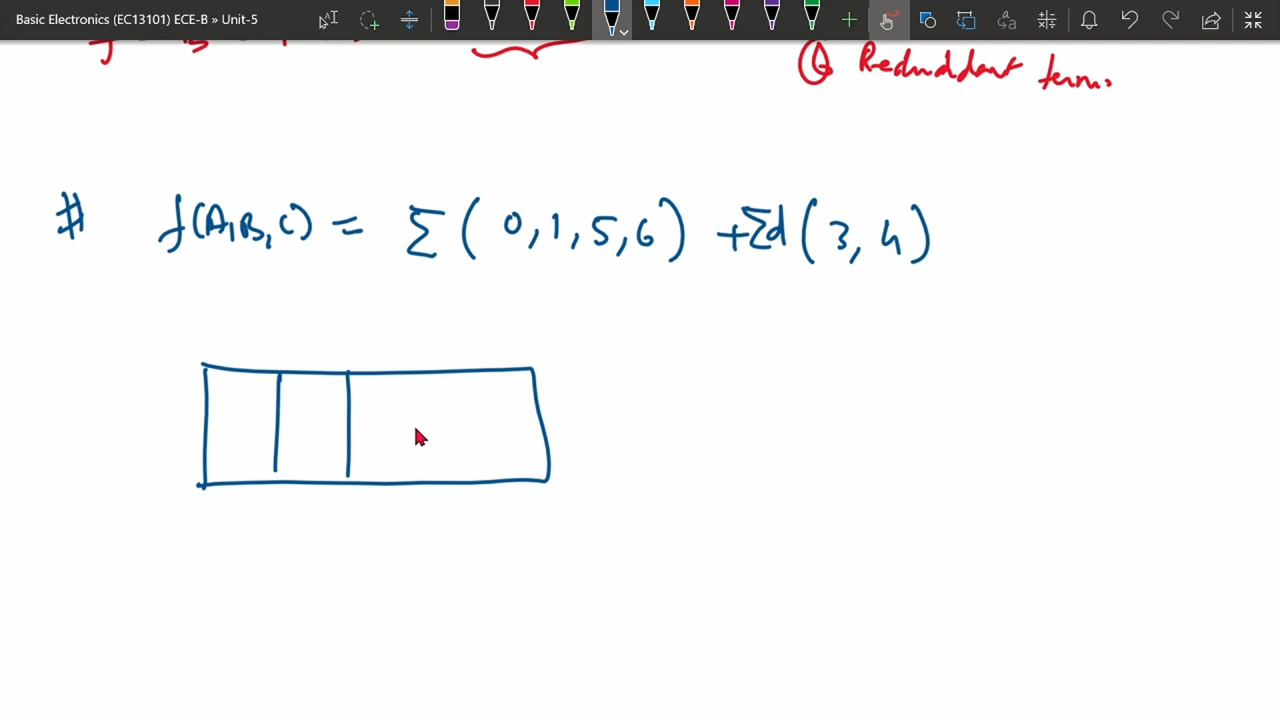 Basic Electronics (EC13101) ECE-B » Unit-5
Redundant term.
# f(A,B,C) = Σ ( 0,1,5,6) + Σd (3, 4)